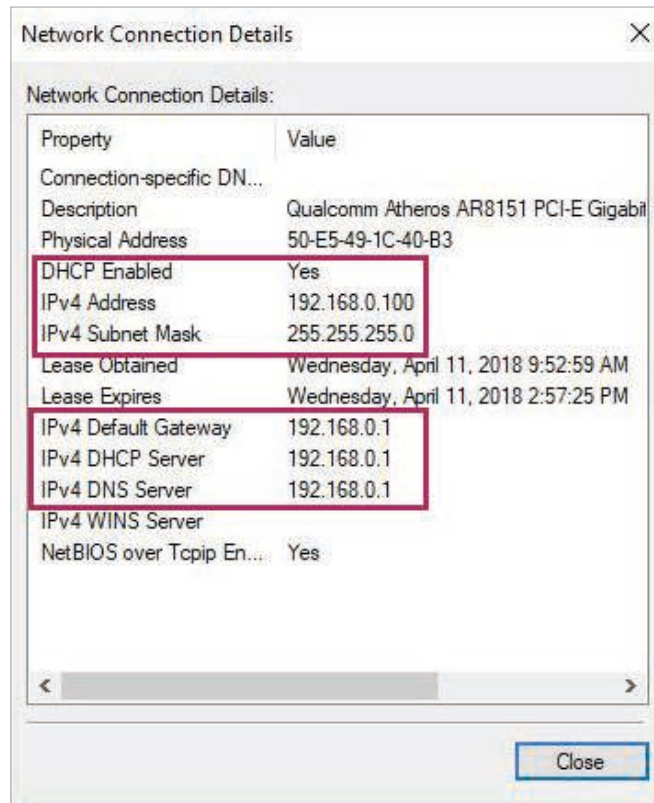 Network Connection Details
Network Connection Details:
Property Value
Connection-specific DN...
Description Qualcomm Atheros AR8151 PCI-E Gigabit
Physical Address 50-E5-49-1C-40-B3
DHCP Enabled Yes
IPv4 Address 192.168.0.100
IPv4 Subnet Mask 255.255.255.0
Lease Obtained Wednesday, April 11, 2018 9:52:59 AM
Lease Expires Wednesday, April 11, 2018 2:57:25 PM
IPv4 Default Gateway 192.168.0.1
IPv4 DHCP Server 192.168.0.1
IPv4 DNS Server 192.168.0.1
IPv4 WINS Server
NetBIOS over Tcpip En... Yes
Close